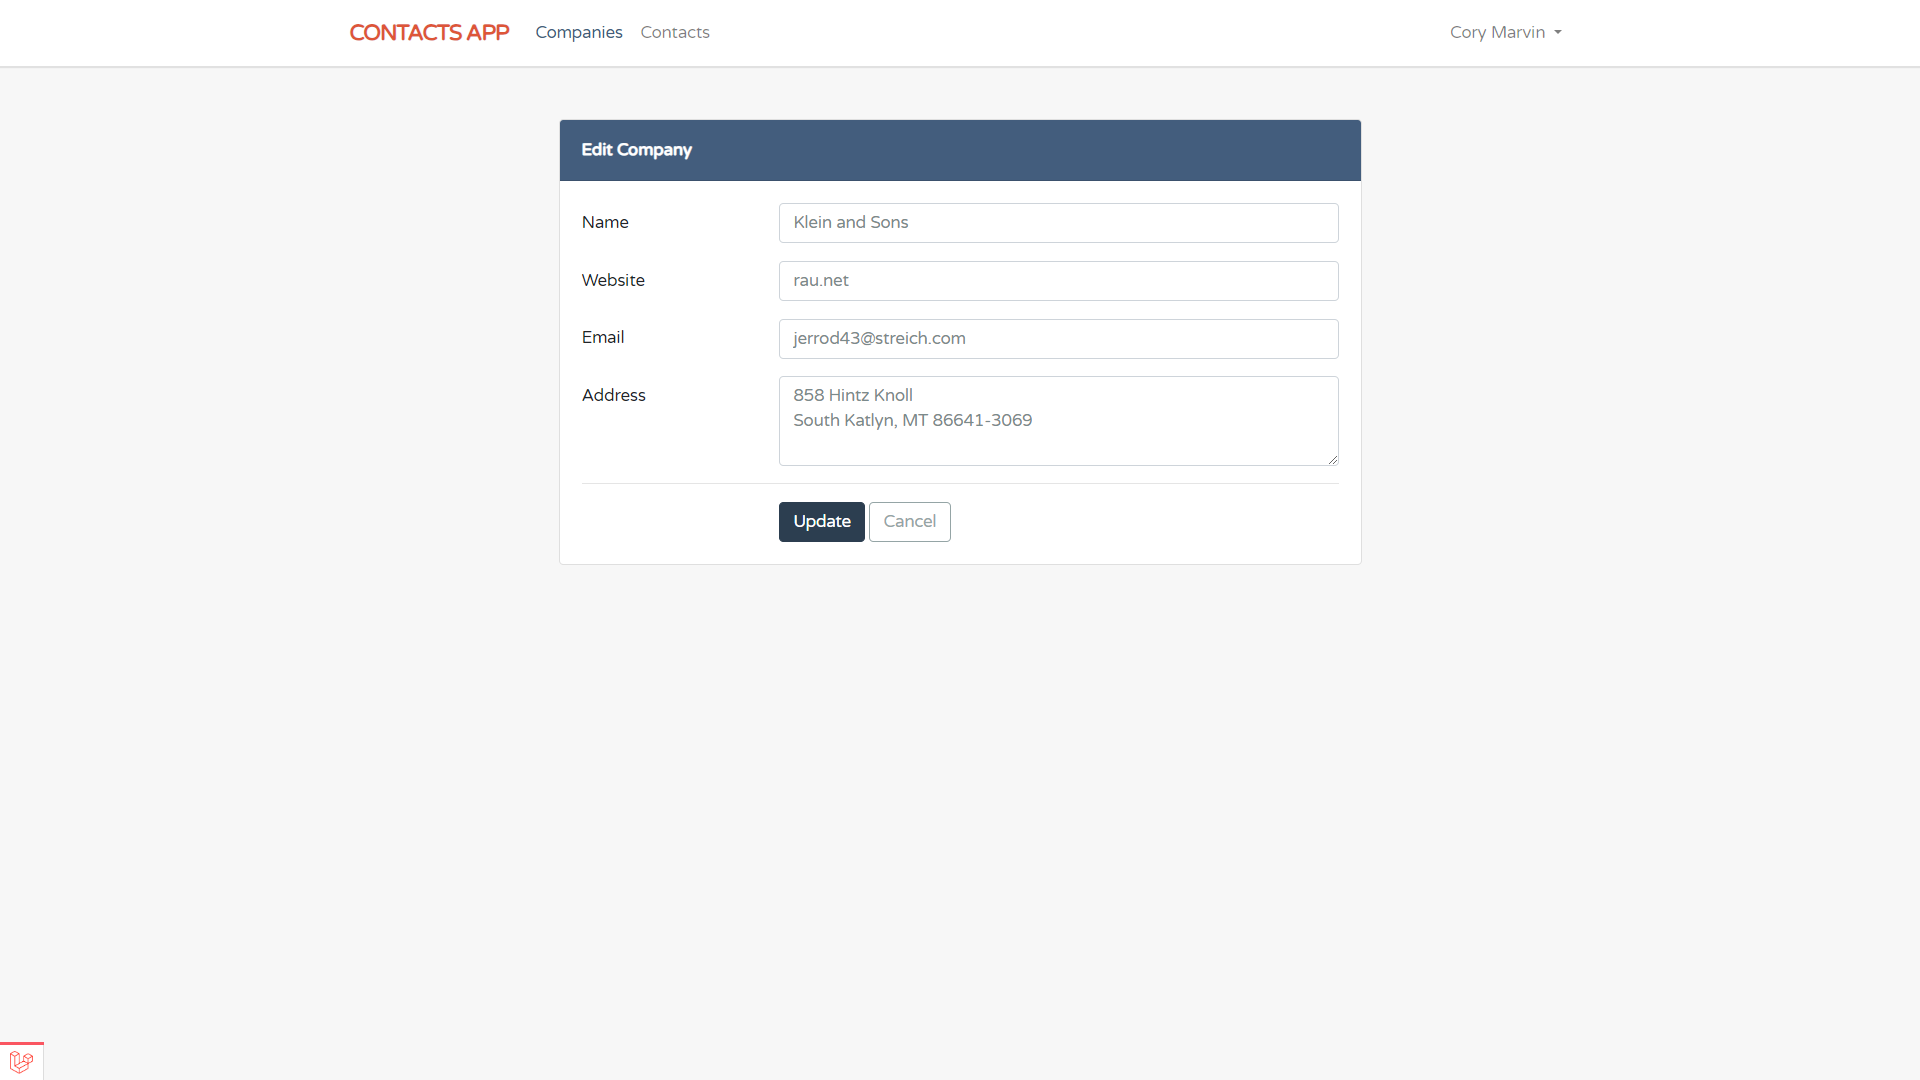 CONTACTS APP Companies Contacts Cory Marvin
Edit Company
Name Klein and Sons
Website rau.net
Email jerrod43@streich.com
Address 858 Hintz Knoll
South Katlyn, MT 86641-3069
Update Cancel